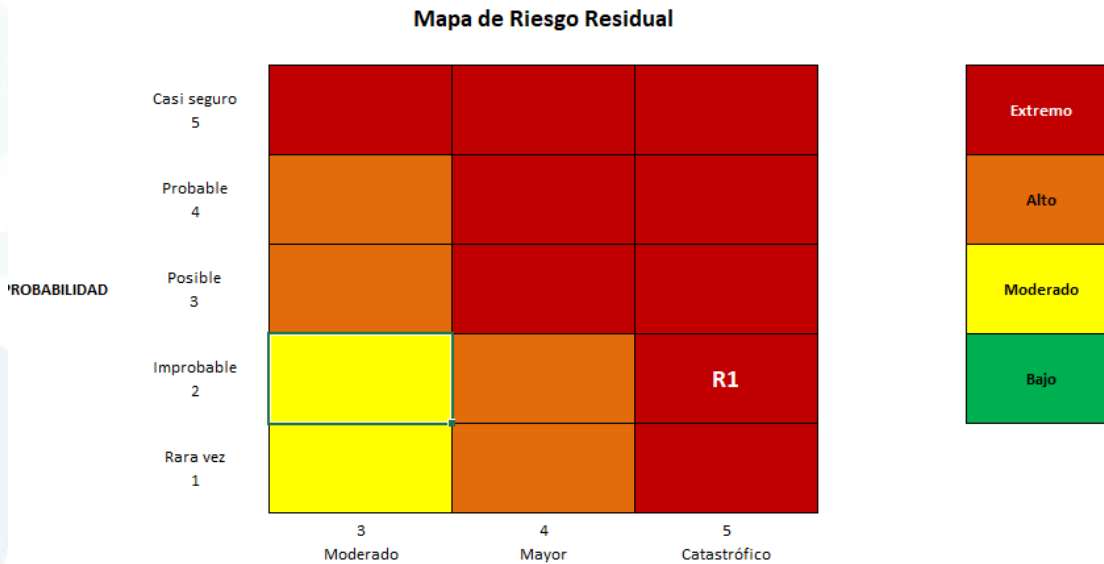 Mapa de Riesgo Residual
Casi seguro
5
Extremo
Probable
4
Alto
PROBABILIDAD
Posible
3
Moderado
Improbable
2
R1
Bajo
Rara vez
1
3
4
5
Moderado
Mayor
Catastrófico